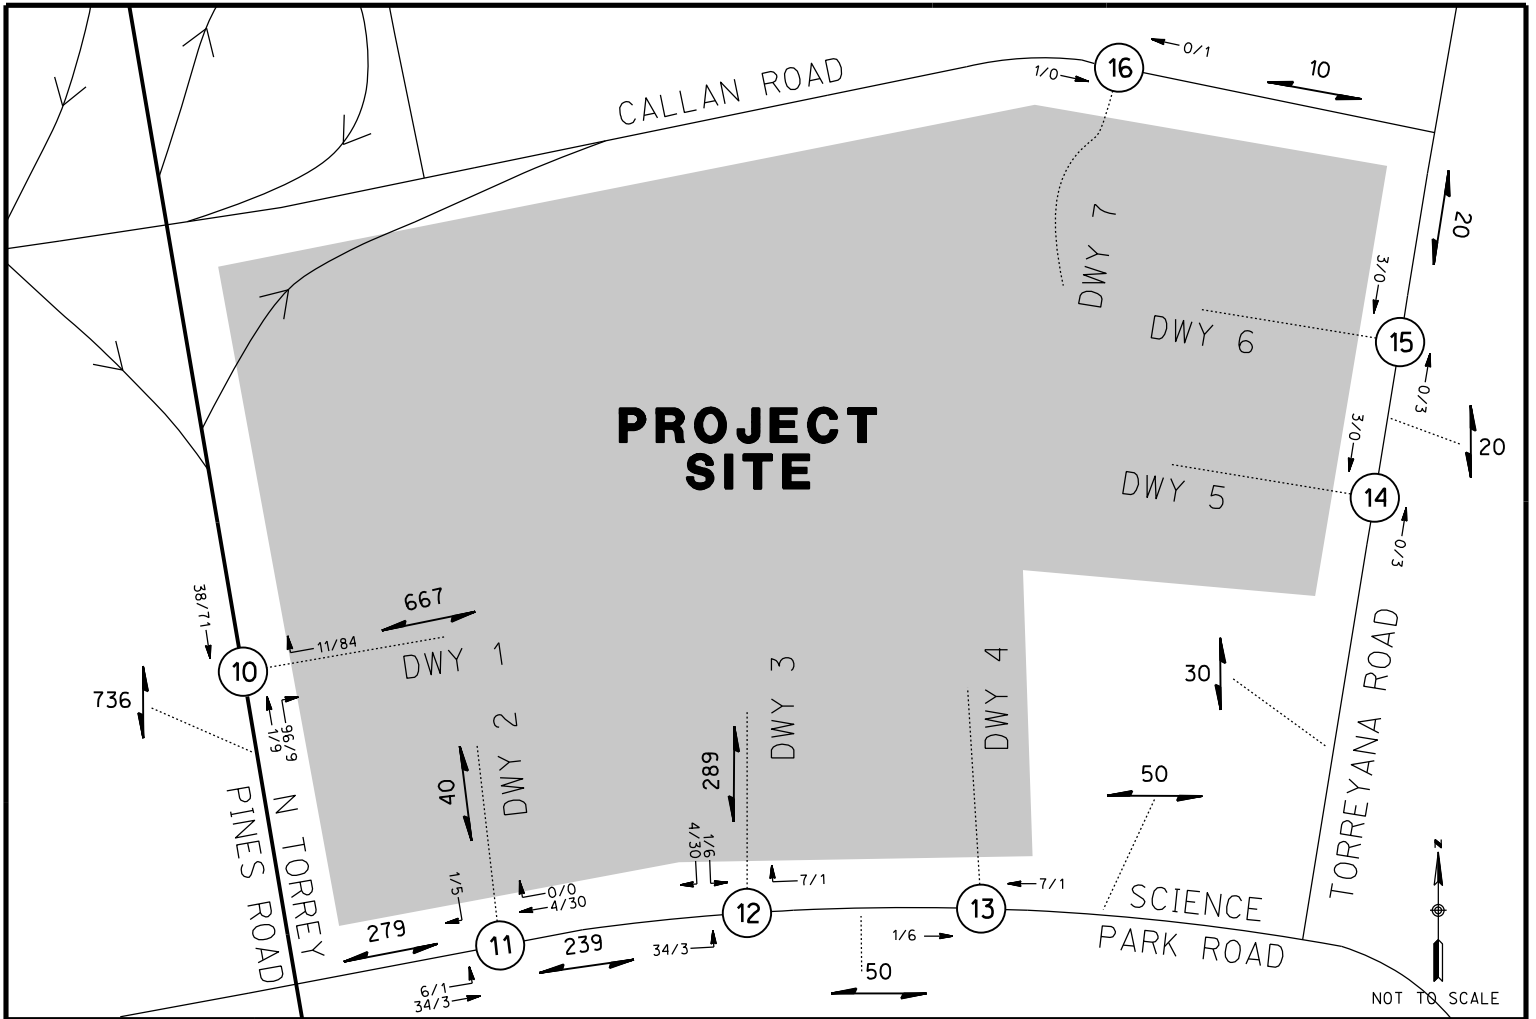 CALLAN ROAD
0/1
1/0
16
10
20
DWY 7
3/0
DWY 6
15
0/3
3/0
20
PROJECT
SITE
DWY 5
14
0/3
38/71
667
11/84
10
DWY 1
736
96/9
1/9
N TORREY
PINES ROAD
DWY 2
40
DWY 3
289
DWY 4
30
TORREYANA ROAD
50
1/5
0/0
4/30
4/30
1/6
7/1
7/1
279
11
239
12
13
34/3
1/6
6/1
34/3
50
SCIENCE
PARK ROAD
N
NOT TO SCALE